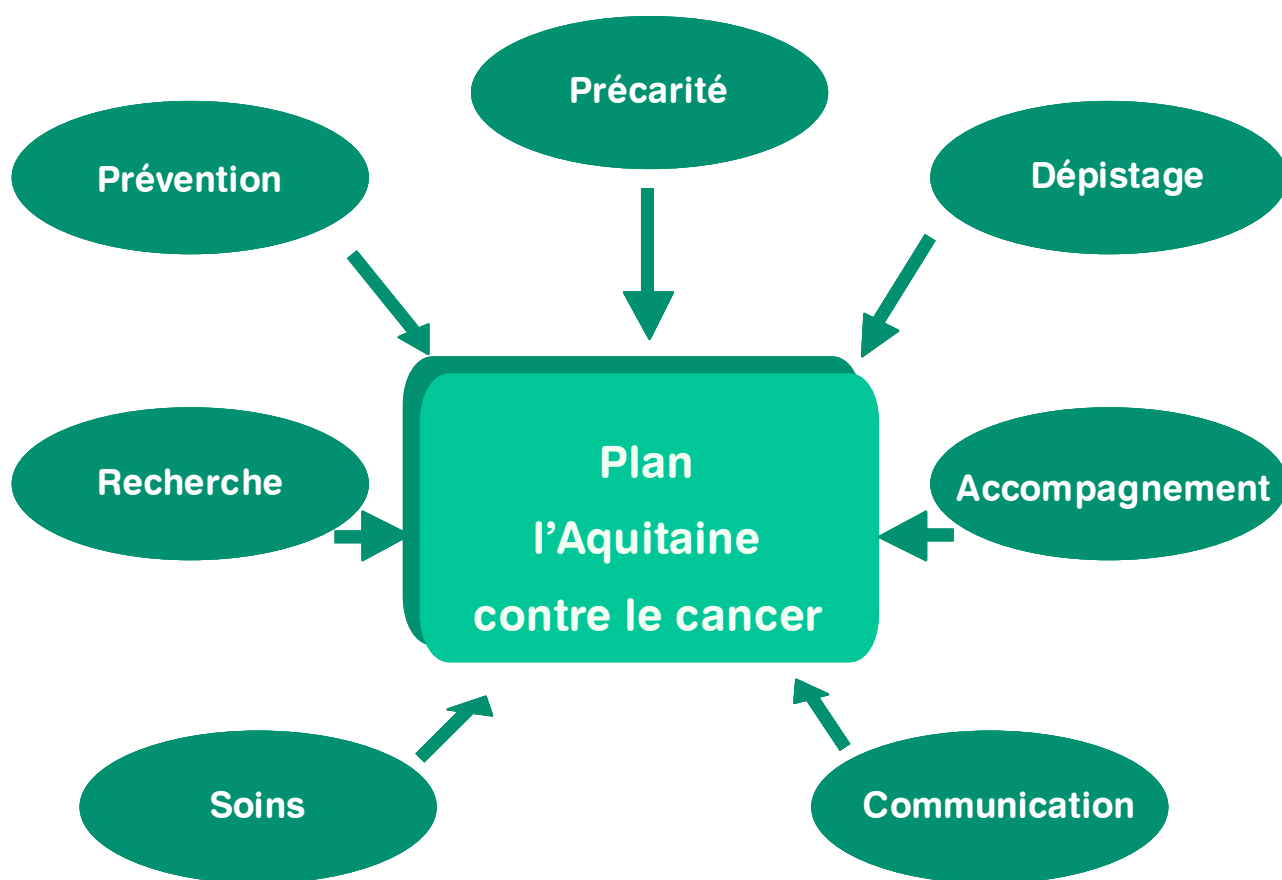 Précarité
Prévention
Dépistage
Recherche
Accompagnement
Plan
l’Aquitaine
contre le cancer
Soins
Communication